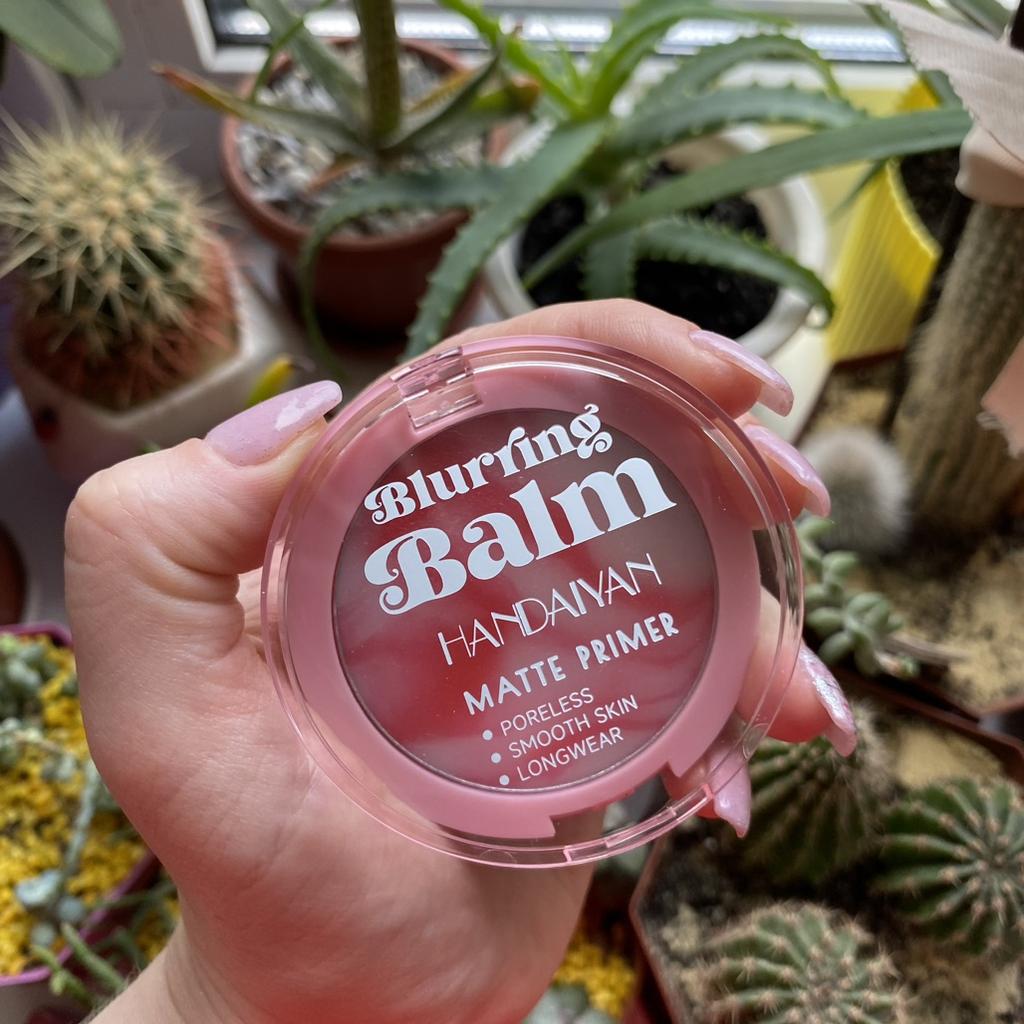 Blurring
Balm
HANDAIYAN
MATTE PRIMER
• PORELESS
• SMOOTH SKIN
• LONGWEAR